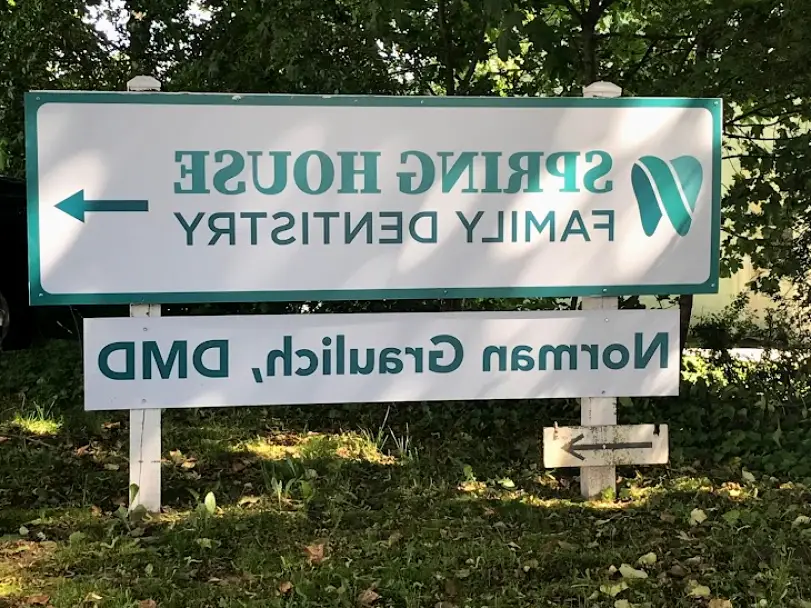 SPRING HOUSE
FAMILY DENTISTRY
Norman Graulich, DMD